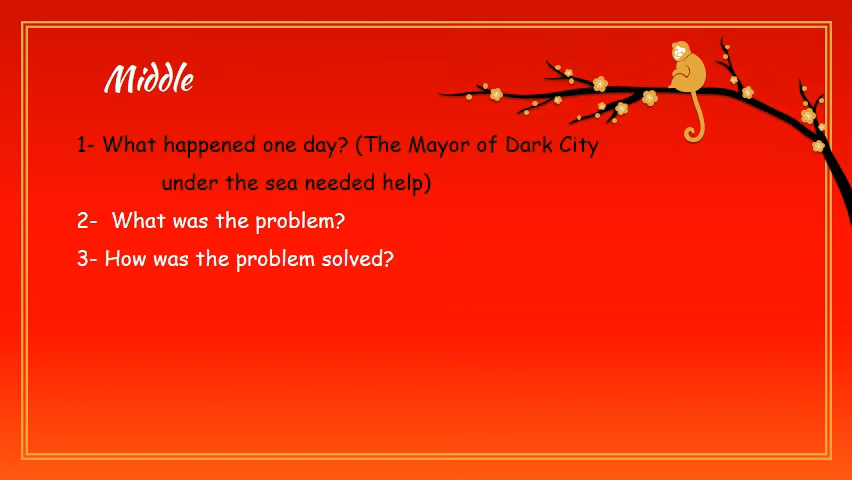 Middle
1- What happened one day? (The Mayor of Dark City
under the sea needed help)
2- What was the problem?
3- How was the problem solved?